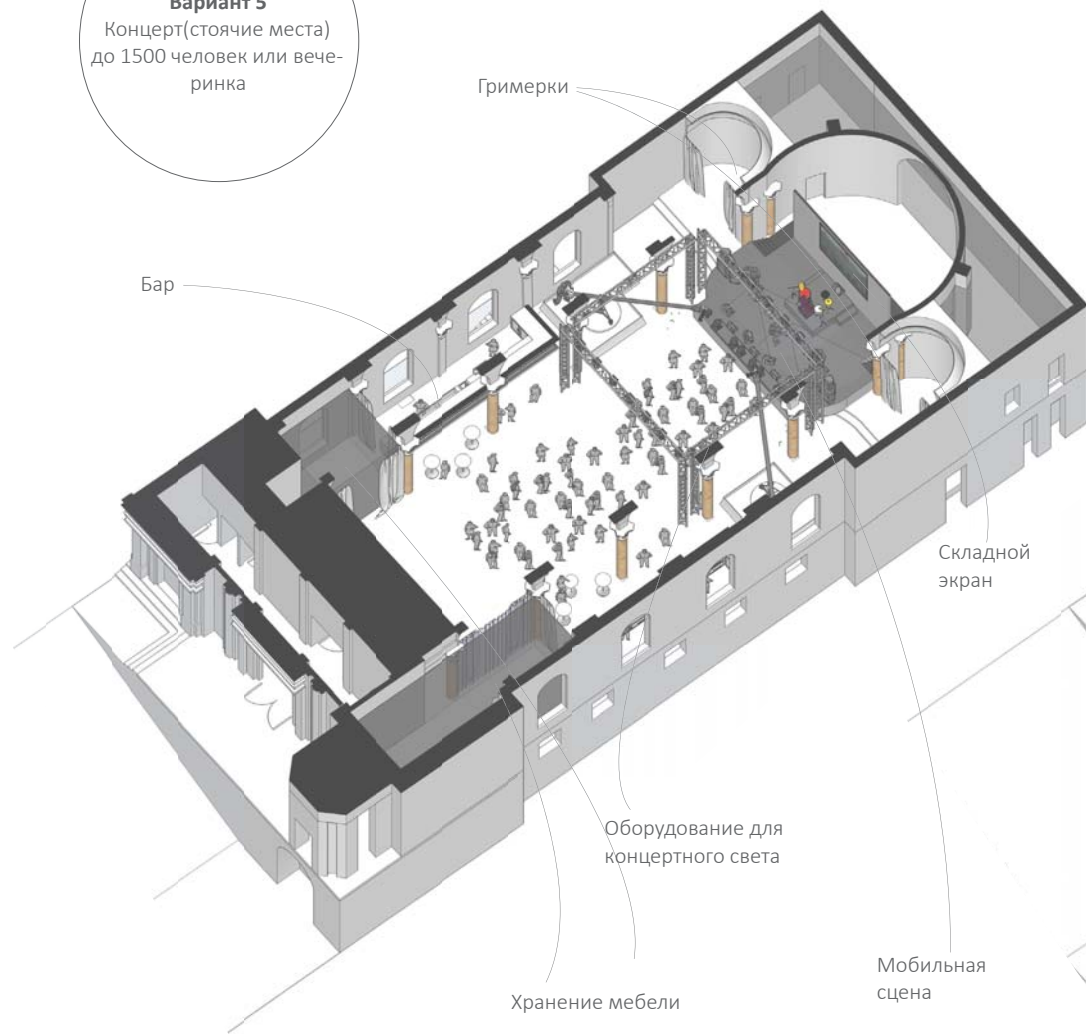 Вариант 5
Концерт(стоячие места)
до 1500 человек или вече-
ринка
Гримерки
Бар
Складной
экран
Оборудование для
концертного света
Хранение мебели
Мобильная
сцена